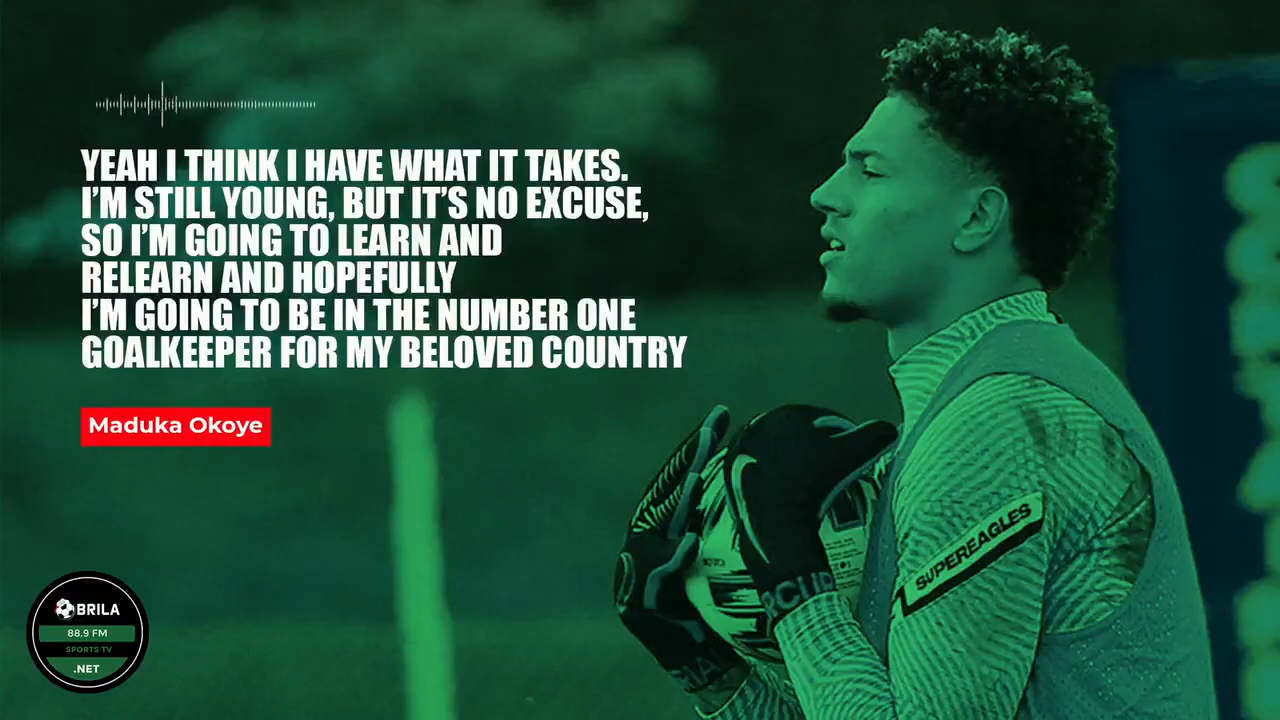 YEAH I THINK I HAVE WHAT IT TAKES.
I'M STILL YOUNG, BUT IT'S NO EXCUSE,
SO I'M GOING TO LEARN AND
RELEARN AND HOPEFULLY
I'M GOING TO BE IN THE NUMBER ONE
GOALKEEPER FOR MY BELOVED COUNTRY
Maduka Okoye
SUPEREAGLES
BRILA
88.9 FM
SPORTS TV
.NET